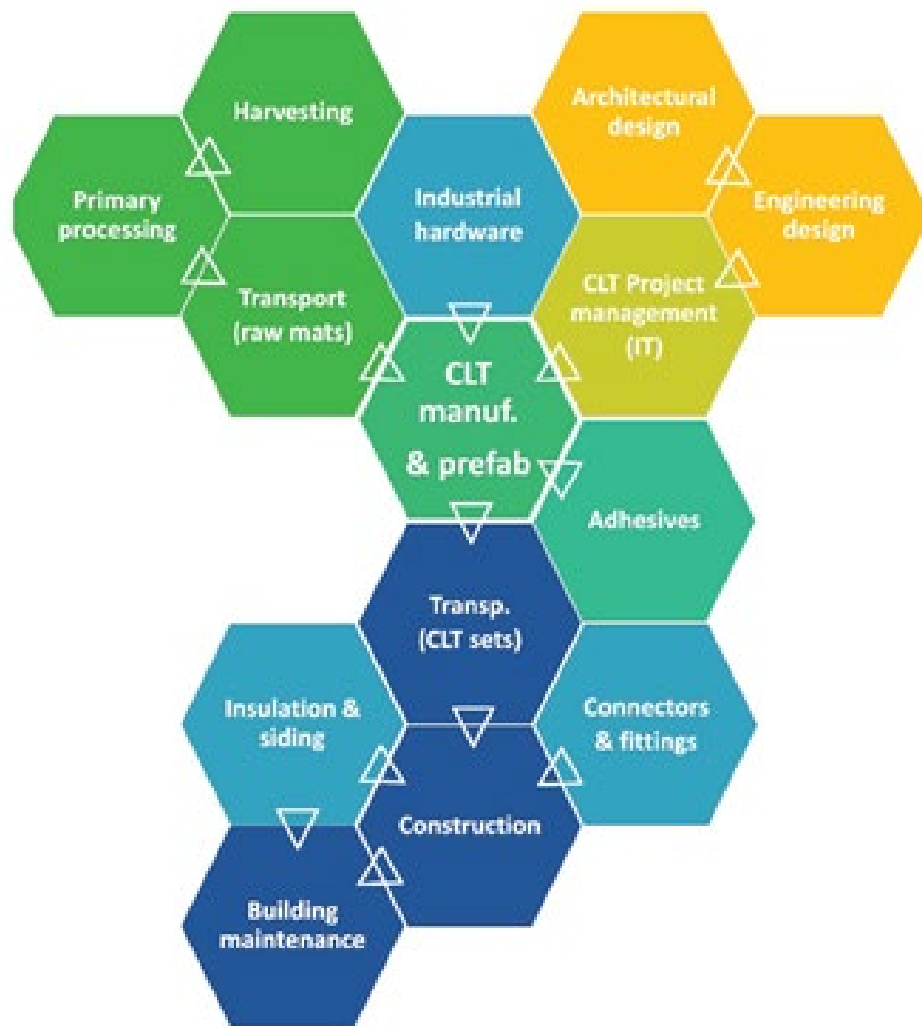 Harvesting
Architectural
design
Primary
processing
Industrial
hardware
Engineering
design
Transport
(raw mats)
CLT Project
management
(IT)
CLT
manuf.
& prefab
Adhesives
Transp.
(CLT sets)
Insulation &
siding
Connectors
& fittings
Construction
Building
maintenance